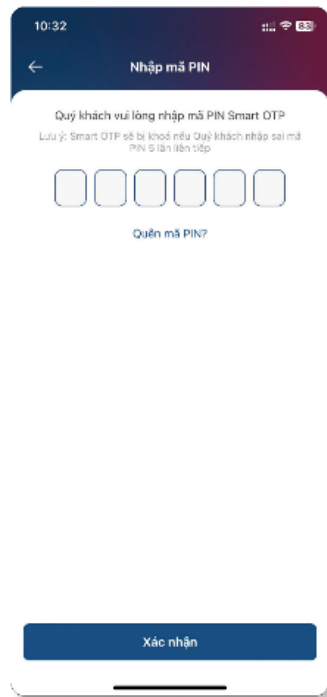 10:32
83
Nhập mã PIN
Quý khách vui lòng nhập mã PIN Smart OTP
Lưu ý: Smart OTP sẽ bị khoá nếu Quý khách nhập sai mã
PIN 5 lần liên tiếp
Quên mã PIN?
Xác nhận